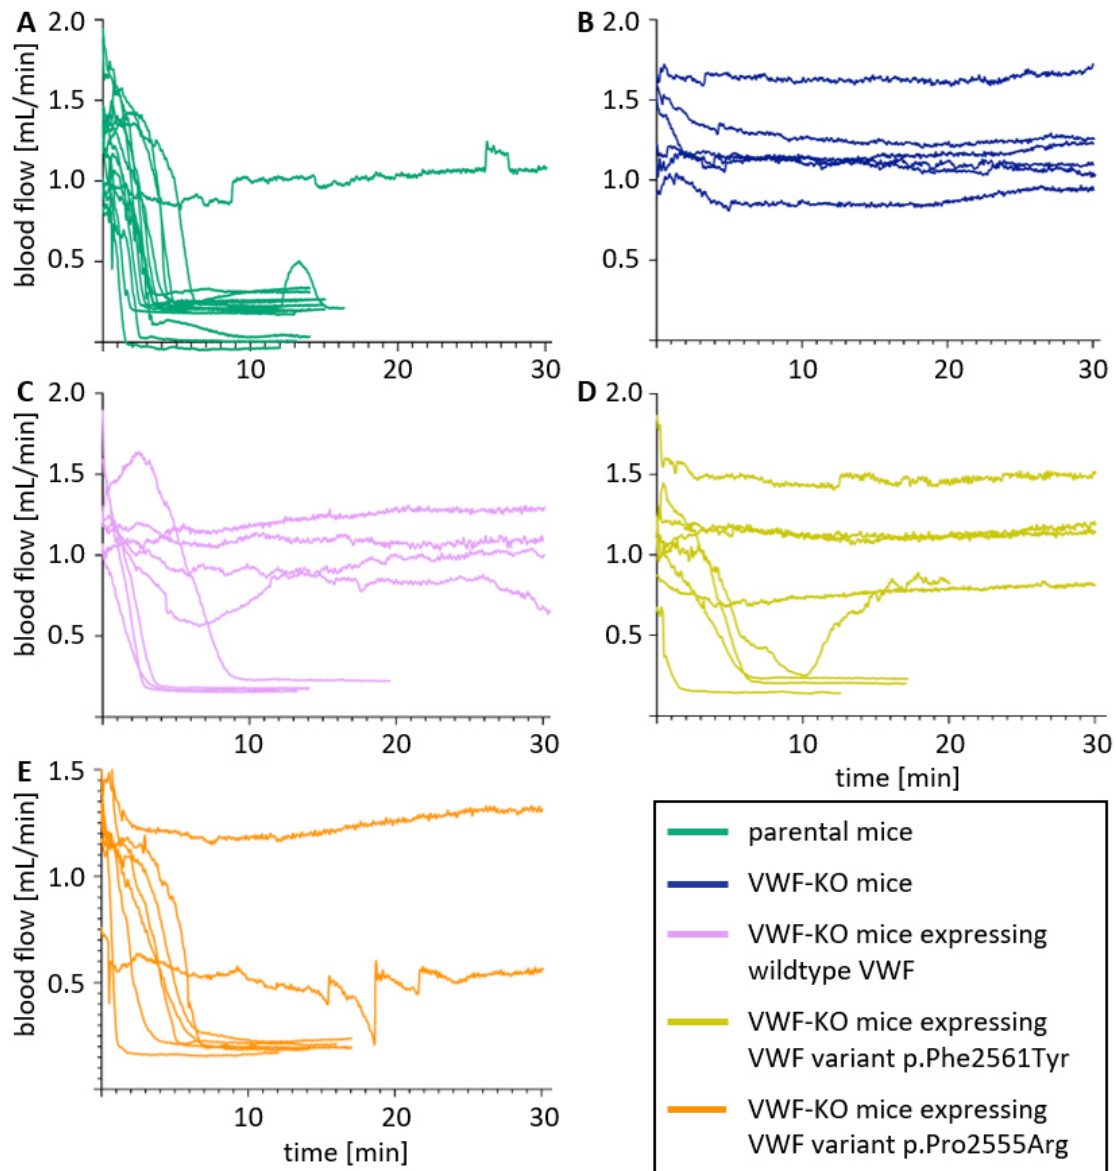 A
2.0
1.5
1.0
0.5
10
20
30
blood flow [mL/min]
B
2.0
1.5
1.0
0.5
10
20
30
C
2.0
1.5
1.0
0.5
10
20
30
blood flow [mL/min]
D
2.0
1.5
1.0
0.5
10
20
30
time [min]
E
1.5
1.0
0.5
10
20
30
blood flow [mL/min]
time [min]
parental mice
VWF-KO mice
VWF-KO mice expressing
wildtype VWF
VWF-KO mice expressing
VWF variant p.Phe2561Tyr
VWF-KO mice expressing
VWF variant p.Pro2555Arg